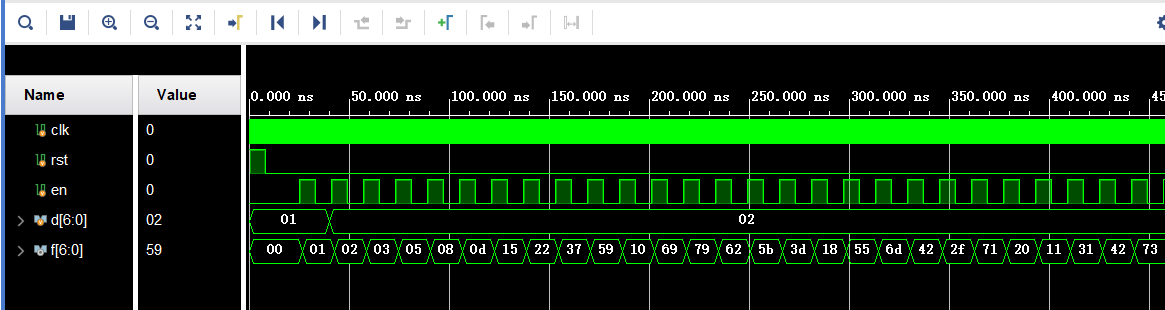 Name Value
0.000 ns 50.000 ns 100.000 ns 150.000 ns 200.000 ns 250.000 ns 300.000 ns 350.000 ns 400.000 ns 45
clk 0
rst 0
en 0
d[6:0] 02 01 02
f[6:0] 59 00 01 02 03 05 08 0d 15 22 37 59 10 69 79 62 5b 3d 18 55 6d 42 2f 71 20 11 31 42 73